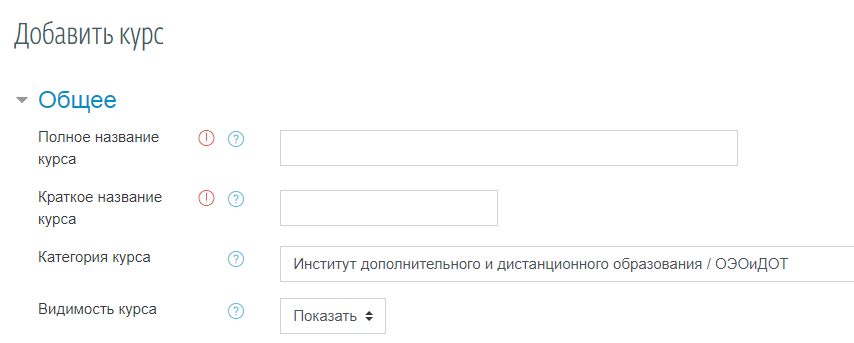 Добавить курс
Общее
Полное название
курса
Краткое название
курса
Категория курса
Институт дополнительного и дистанционного образования / ОЭОиДОТ
Видимость курса
Показать